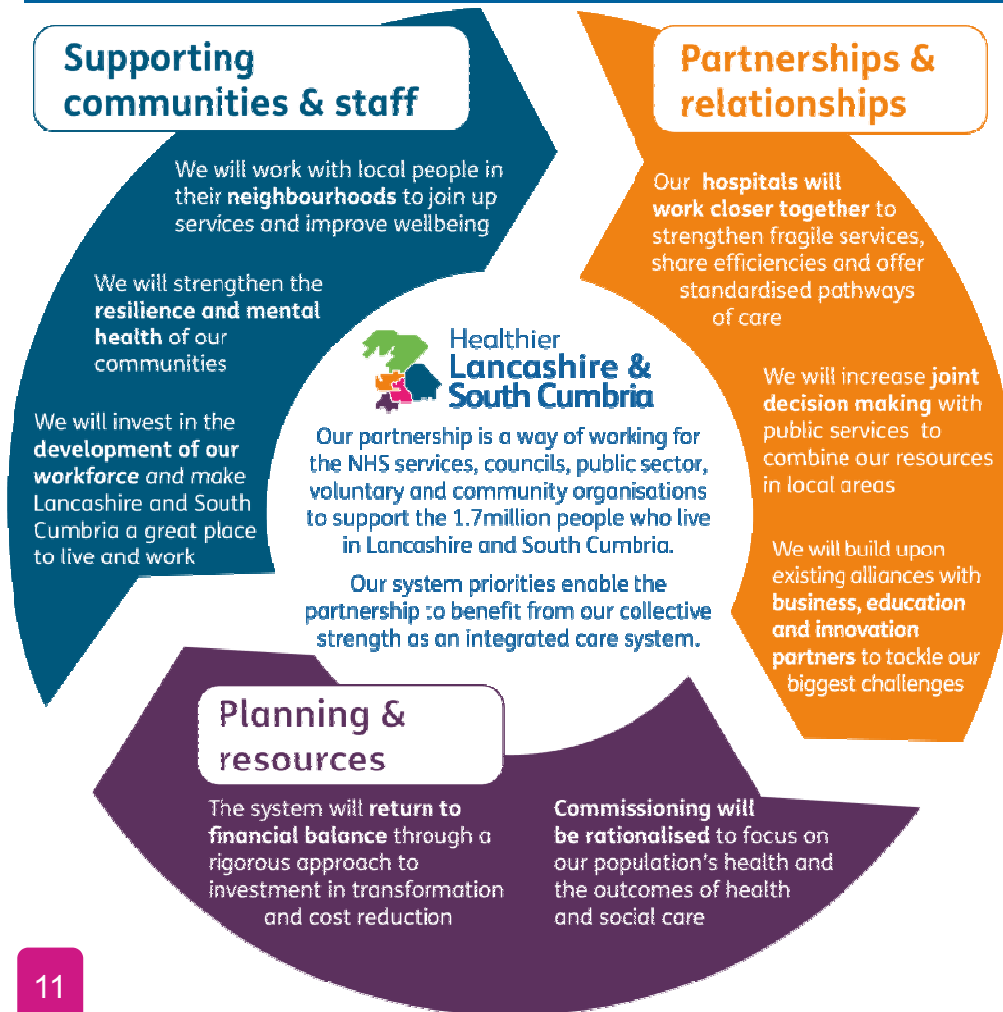 Supporting
communities & staff
We will work with local people in
their neighbourhoods to join up
services and improve wellbeing
We will strengthen the
resilience and mental
health of our
communities
We will invest in the
development of our
workforce and make
Lancashire and South
Cumbria a great place
to live and work
Partnerships &
relationships
Our hospitals will
work closer together to
strengthen fragile services,
share efficiencies and offer
standardised pathways
of care
We will increase joint
decision making with
public services to
combine our resources
in local areas
We will build upon
existing alliances with
business, education
and innovation
partners to tackle our
biggest challenges
Healthier
Lancashire &
South Cumbria
Our partnership is a way of working for
the NHS services, councils, public sector,
voluntary and community organisations
to support the 1.7million people who live
in Lancashire and South Cumbria.
Our system priorities enable the
partnership to benefit from our collective
strength as an integrated care system.
Planning &
resources
The system will return to
financial balance through a
rigorous approach to
investment in transformation
and cost reduction
Commissioning will
be rationalised to focus on
our population's health and
the outcomes of health
and social care
11